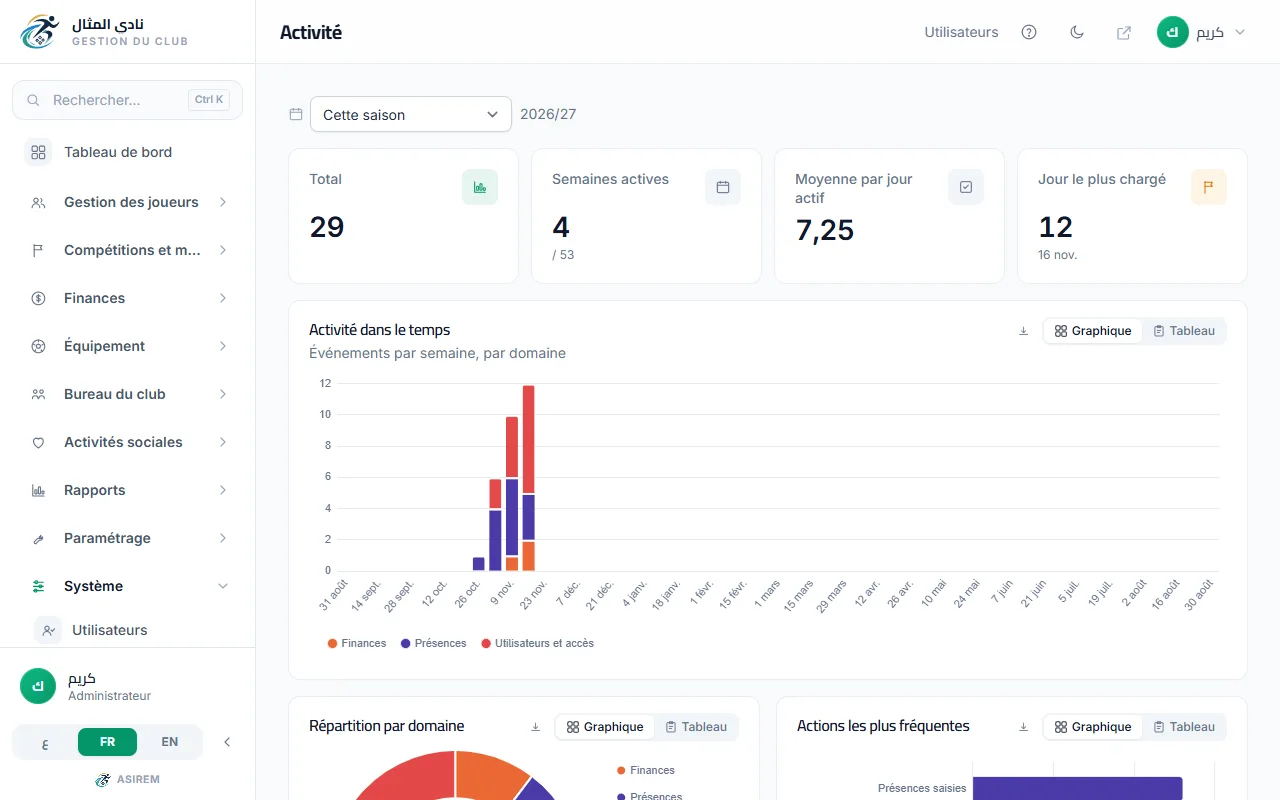 نادي المثال
GESTION DU CLUB
Rechercher...
Ctrl K
Tableau de bord
Gestion des joueurs
Compétitions et m...
Finances
Équipement
Bureau du club
Activités sociales
Rapports
Paramétrage
Système
Utilisateurs
ك
كريم
Administrateur
ع
FR
EN
ASIREM
Activité
Utilisateurs
ك
كريم
Cette saison
2026/27
Total
29
Semaines actives
4
/ 53
Moyenne par jour
actif
7,25
Jour le plus chargé
12
16 nov.
Activité dans le temps
Événements par semaine, par domaine
Graphique
Tableau
12
10
8
6
4
2
0
31 août
14 sept.
28 sept.
12 oct.
26 oct.
9 nov.
23 nov.
7 déc.
21 déc.
4 janv.
18 janv.
1 févr.
15 févr.
1 mars
15 mars
29 mars
12 avr.
26 avr.
10 mai
24 mai
7 juin
21 juin
5 juil.
19 juil.
2 août
16 août
30 août
Finances
Présences
Utilisateurs et accès
Répartition par domaine
Graphique
Tableau
Finances
Présences
Actions les plus fréquentes
Graphique
Tableau
Présences saisies